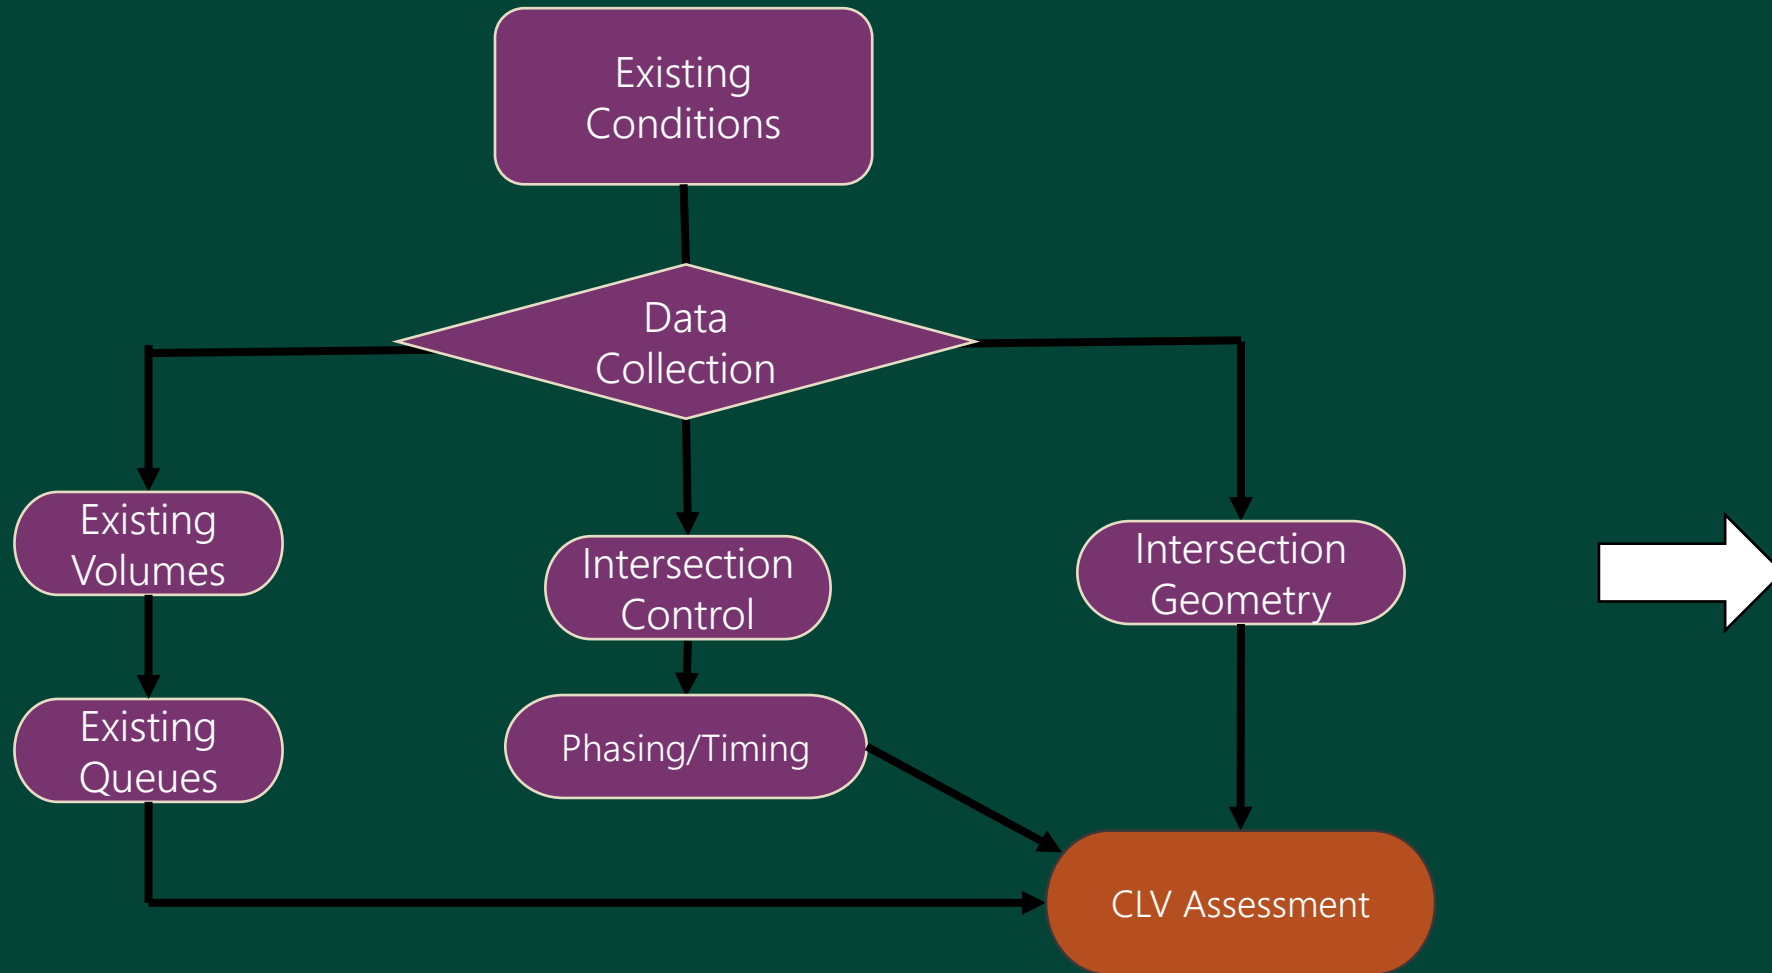 Existing
Conditions
Data
Collection
Existing
Volumes
Intersection
Control
Intersection
Geometry
Existing
Queues
Phasing/Timing
CLV Assessment